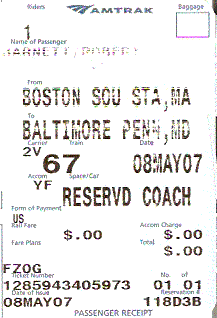 Riders AMTRAK Baggage
1
Name of Passenger
From
BOSTON SOU STA,MA
To
BALTIMORE PENN,MD
Carrier Train Date
2V 67 08MAY07
Accom Space/Car
YF RESERVD COACH
Form of Payment
US
Rail Fare Accom Charge
$.00 $.00
Fare Plans Total
$.00
FZOG
Ticket Number No. of
1285943405973 01 01
Date of Issue Reservation #
08MAY07 118D3B
PASSENGER RECEIPT